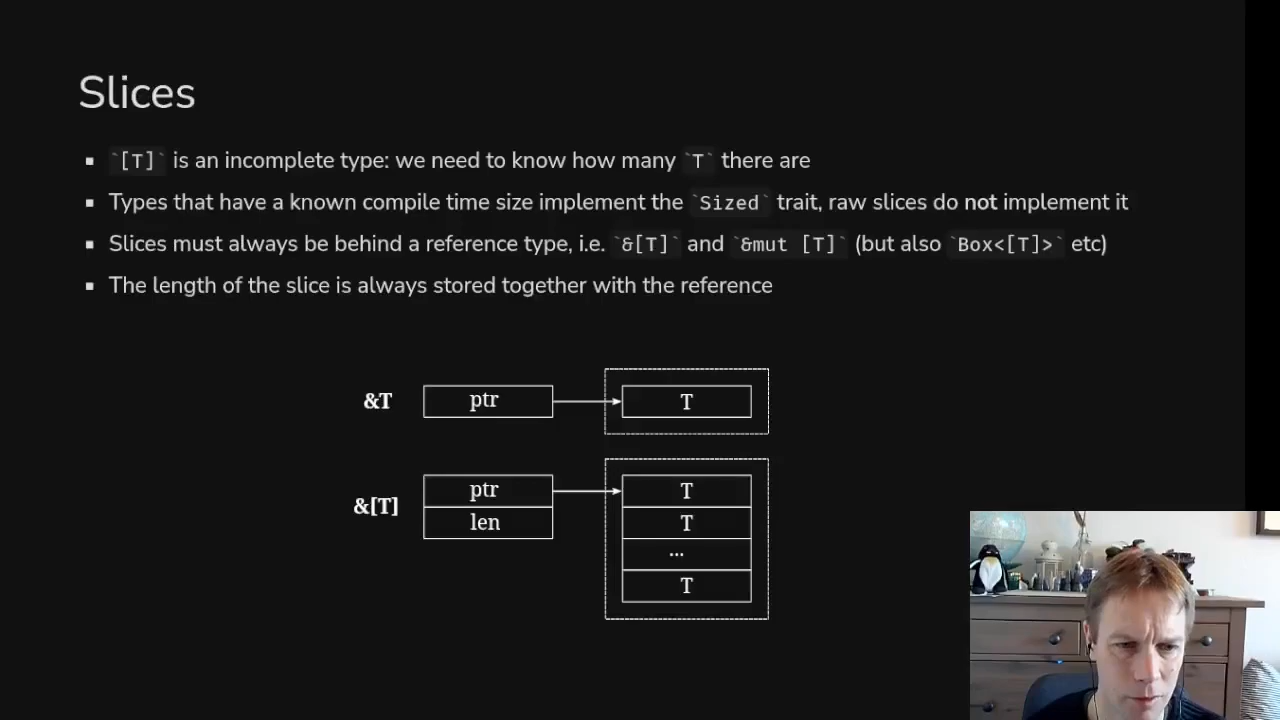 Slices
`[T]` is an incomplete type: we need to know how many `T` there are
Types that have a known compile time size implement the `Sized` trait, raw slices do not implement it
Slices must always be behind a reference type, i.e. `&[T]` and `&mut [T]` (but also `Box<[T]>` etc)
The length of the slice is always stored together with the reference
&T ptr T
&[T] ptr T
len T
...
T